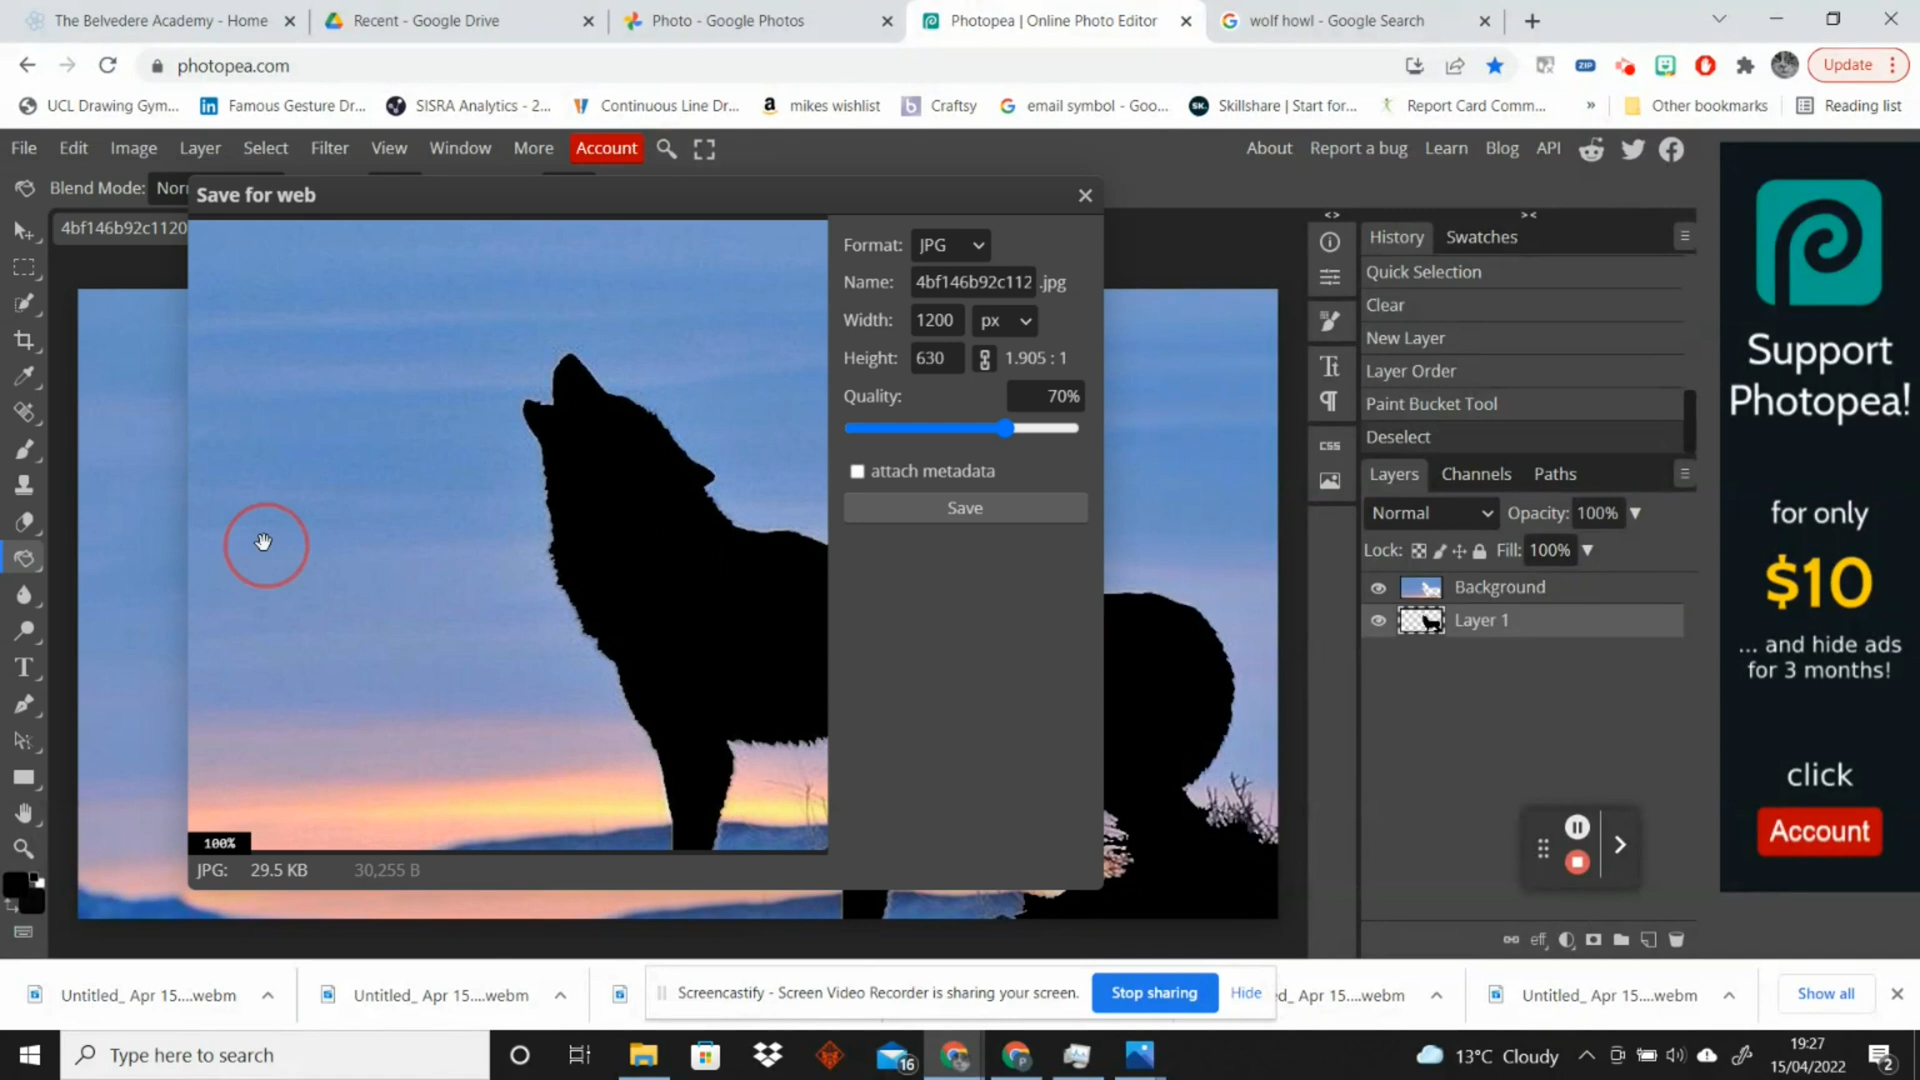 The Belvedere Academy - Home
Recent - Google Drive
Photo - Google Photos
Photopea | Online Photo Editor
wolf howl - Google Search
photopea.com
ZIP
Update
UCL Drawing Gym...
Famous Gesture Dr...
SISRA Analytics - 2...
Continuous Line Dr...
mikes wishlist
Craftsy
email symbol - Goo...
Skillshare | Start for...
Report Card Comm...
»
Other bookmarks
Reading list
File Edit Image Layer Select Filter View Window More Account
About Report a bug Learn Blog API
Blend Mode: Nor
4bf146b92c1120
Save for web
Format: JPG
Name: 4bf146b92c112 .jpg
Width: 1200 px
Height: 630 1.905 : 1
Quality: 70%
attach metadata
Save
100%
JPG: 29.5 KB 30,255 B
History Swatches
Quick Selection
Clear
New Layer
Layer Order
Paint Bucket Tool
Deselect
CSS
Layers Channels Paths
Normal Opacity: 100%
Lock: Fill: 100%
Background
Layer 1
eff
Support
Photopea!
for only
$10
... and hide ads
for 3 months!
click
Account
Untitled_ Apr 15....webm
Untitled_ Apr 15....webm
Screencastify - Screen Video Recorder is sharing your screen.
Stop sharing
Hide
d_ Apr 15....webm
Untitled_ Apr 15....webm
Show all
Type here to search
16
13°C Cloudy
19:27
15/04/2022
2